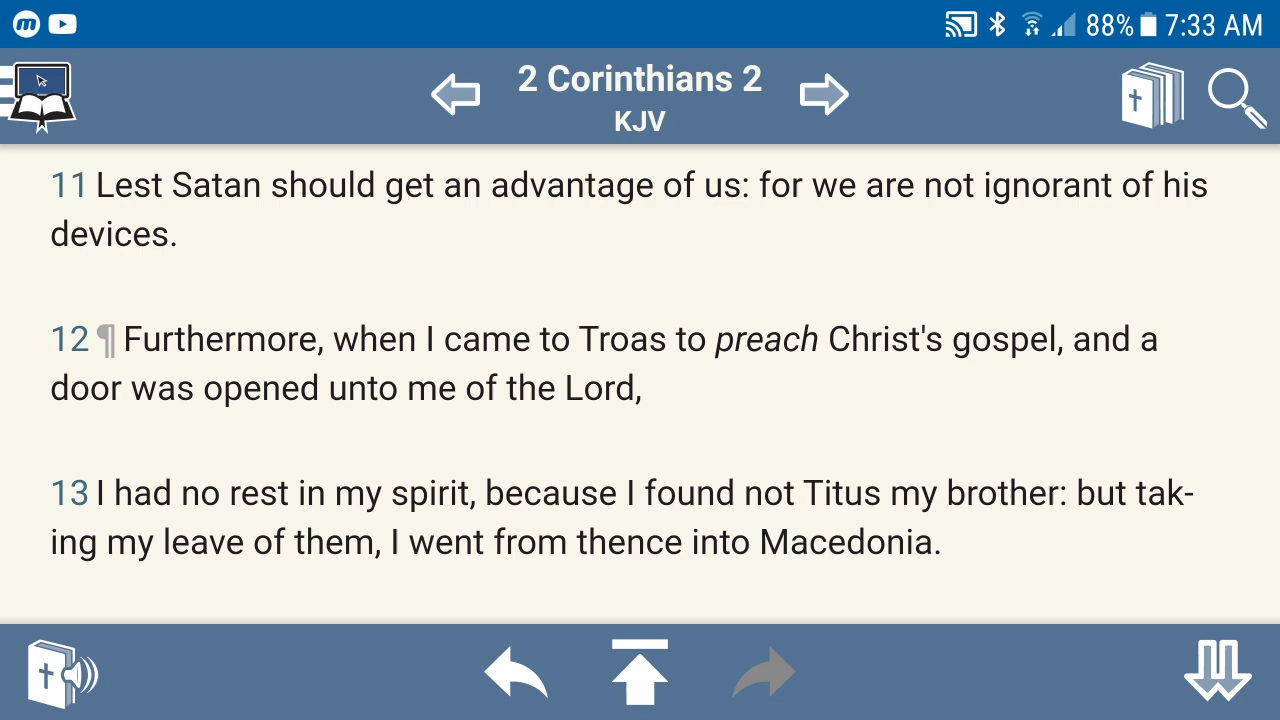 88% 7:33 AM
2 Corinthians 2
KJV
11 Lest Satan should get an advantage of us: for we are not ignorant of his
devices.
12 ¶ Furthermore, when I came to Troas to preach Christ's gospel, and a
door was opened unto me of the Lord,
13 I had no rest in my spirit, because I found not Titus my brother: but tak-
ing my leave of them, I went from thence into Macedonia.